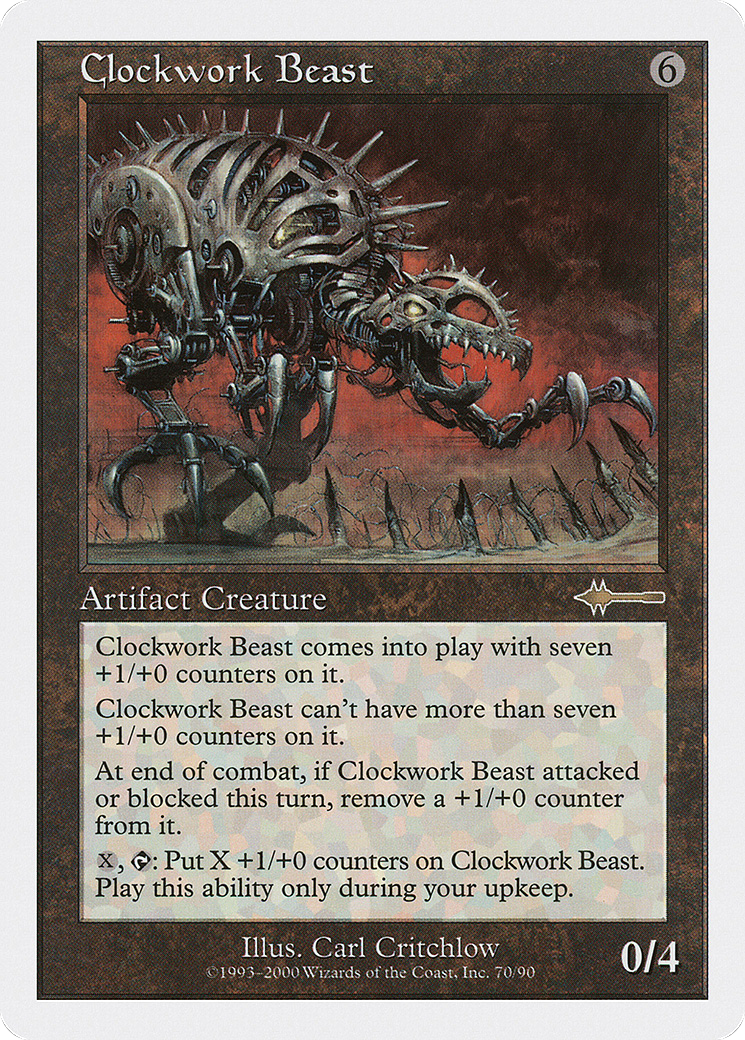 Clockwork Beast
6
Artifact Creature
Clockwork Beast comes into play with seven
+1/+0 counters on it.
Clockwork Beast can't have more than seven
+1/+0 counters on it.
At end of combat, if Clockwork Beast attacked
or blocked this turn, remove a +1/+0 counter
from it.
X, T: Put X +1/+0 counters on Clockwork Beast.
Play this ability only during your upkeep.
Illus. Carl Critchlow
©1993–2000 Wizards of the Coast, Inc. 70/90
0/4